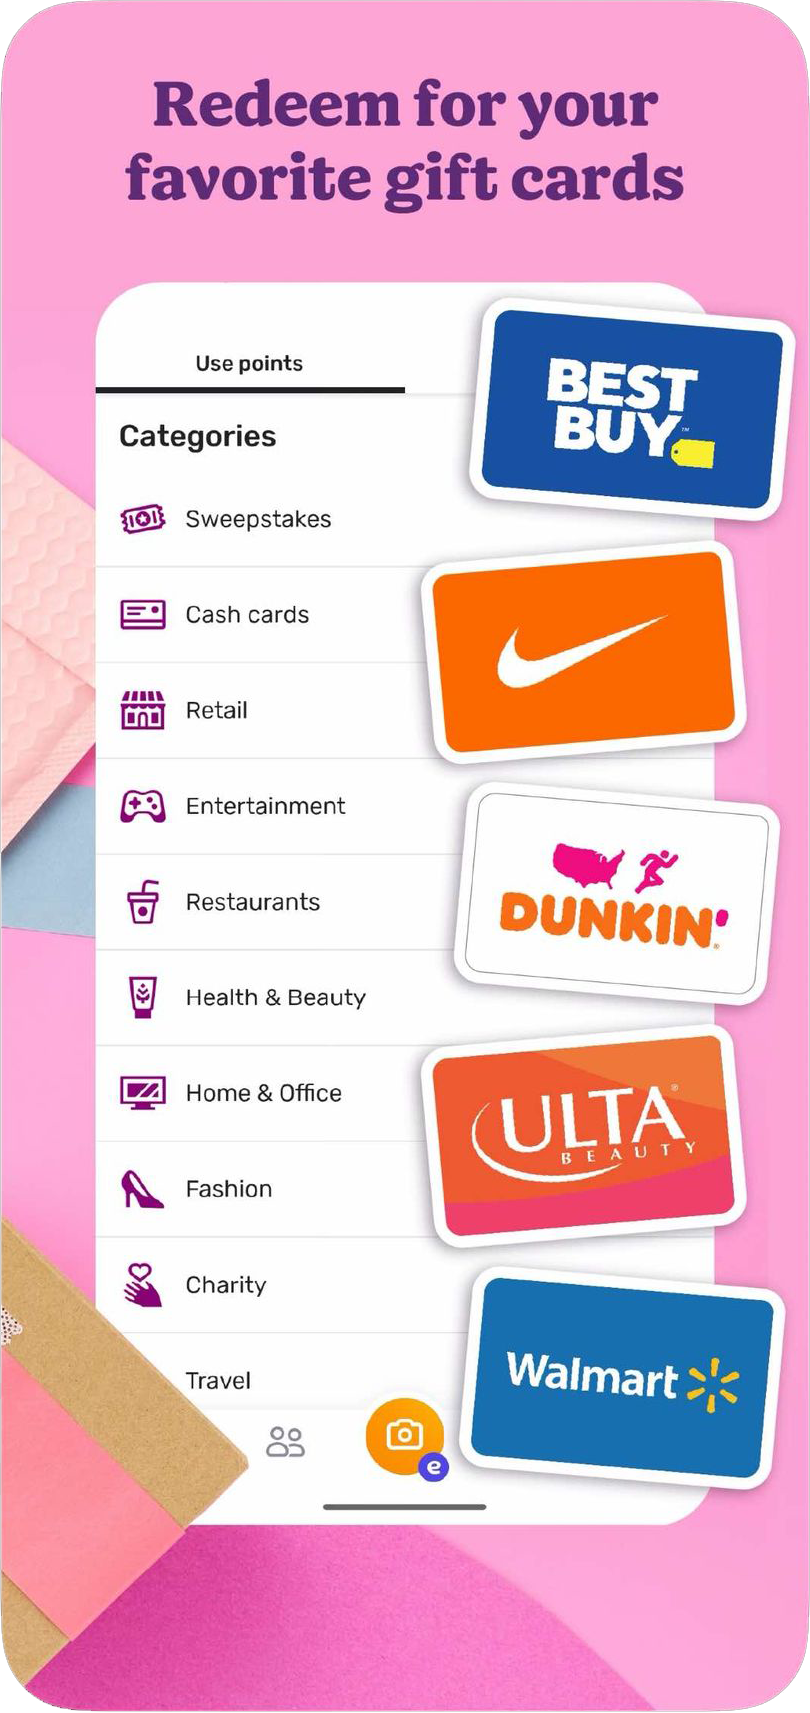 Redeem for your
favorite gift cards
Use points
Categories
Sweepstakes
Cash cards
Retail
Entertainment
Restaurants
Health & Beauty
Home & Office
Fashion
Charity
Travel
BEST
BUY™
DUNKIN'
ULTA®
BEAUTY
Walmart
e